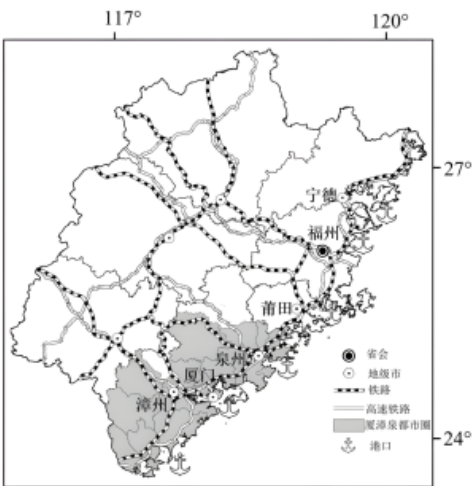 117°
120°
27°
宁德
福州
莆田
泉州
厦门
漳州
省会
地级市
铁路
高速铁路
厦漳泉都市圈
港口
24°